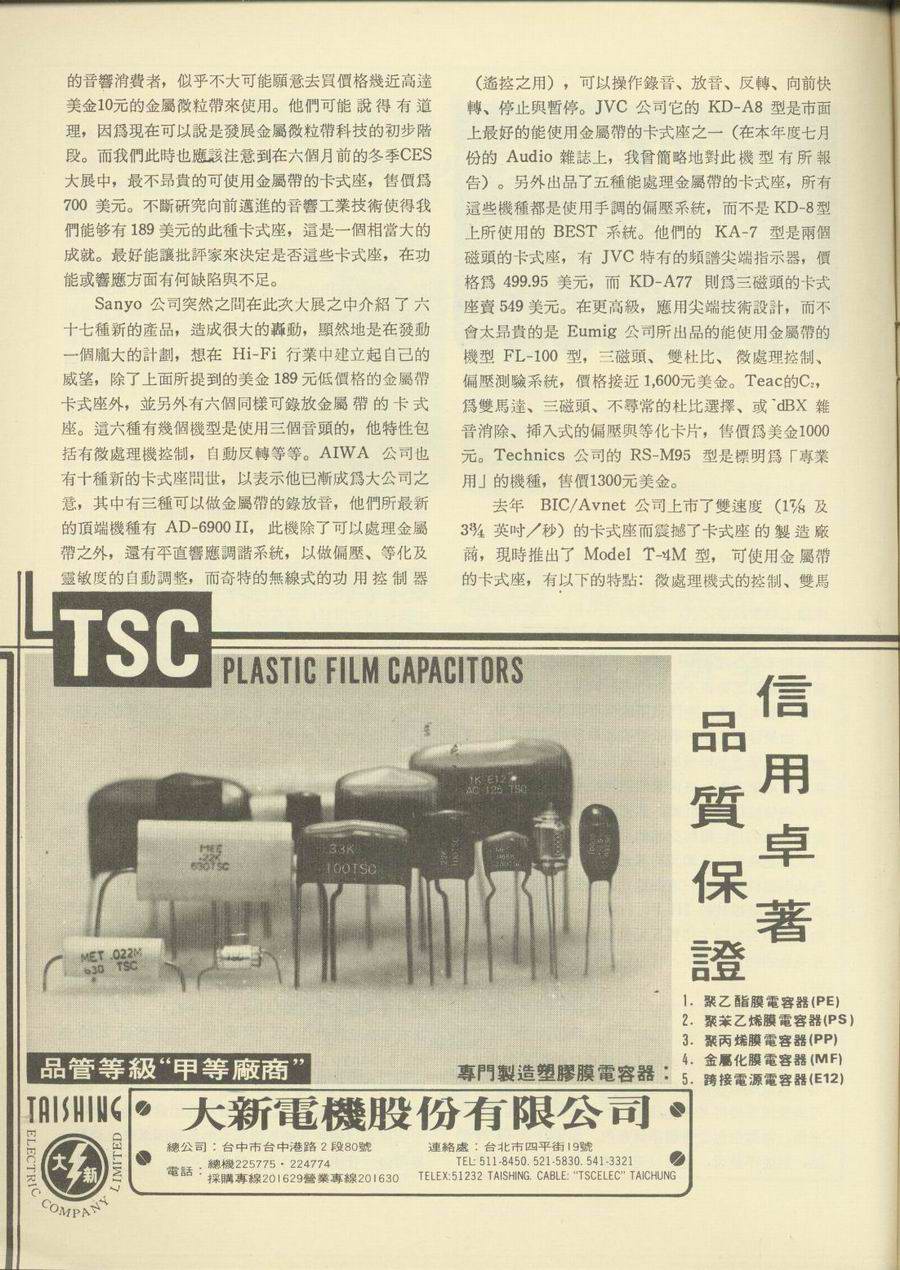 的音響消費者，似乎不大可能願意去買價格幾近高達
美金10元的金屬微粒帶來使用。他們可能說得有道
理，因爲現在可以說是發展金屬微粒帶科技的初步階
段。而我們此時也應該注意到在六個月前的冬季CES
大展中，最不昂貴的可使用金屬帶的卡式座，售價爲
700 美元。不斷研究向前邁進的音響工業技術使得我
們能够有 189 美元的此種卡式座，這是一個相當大的
成就。最好能讓批評家來決定是否這些卡式座，在功
能或響應方面有何缺陷與不足。
Sanyo 公司突然之間在此次大展之中介紹了六
十七種新的產品，造成很大的轟動，顯然地是在發動
一個龐大的計劃，想在 Hi-Fi 行業中建立起自己的
威望，除了上面所提到的美金 189 元低價格的金屬帶
卡式座外，並另外有六個同樣可錄放金屬帶的卡式
座。這六種有幾個機型是使用三個音頭的，他特性包
括有微處理機控制，自動反轉等等。AIWA 公司也
有十種新的卡式座問世，以表示他已漸成爲大公司之
意，其中有三種可以做金屬帶的錄放音，他們所最新
的頂端機種有 AD-6900 II， 此機除了可以處理金屬
帶之外，還有平直響應調諧系統，以做偏壓、等化及
靈敏度的自動調整，而奇特的無線式的功用控制器
（遙控之用），可以操作錄音、放音、反轉、向前快
轉、停止與暫停。JVC 公司它的 KD-A8 型是市面
上最好的能使用金屬帶的卡式座之一（在本年度七月
份的 Audio 雜誌上，我曾簡略地對此機型有所報
告）。另外出品了五種能處理金屬帶的卡式座，所有
這些機種都是使用手調的偏壓系統，而不是 KD-8型
上所使用的 BEST 系統。他們的 KA-7 型是兩個
磁頭的卡式座，有 JVC 特有的頻譜尖端指示器，價
格爲 499.95 美元，而 KD-A77 則爲三磁頭的卡式
座賣 549 美元。在更高級，應用尖端技術設計，而不
會太昂貴的是 Eumig 公司所出品的能使用金屬帶的
機型 FL-100 型，三磁頭、雙杜比、微處理控制、
偏壓測驗系統，價格接近 1,600元美金。Teac的C₂，
爲雙馬達、三磁頭、不尋常的杜比選擇、或 dBX 雜
音消除、揷入式的偏壓與等化卡片，售價爲美金1000
元。Technics 公司的 RS-M95 型是標明爲「專業
用」的機種，售價1300元美金。
去年 BIC/Avnet 公司上市了雙速度（1⅞ 及
3¾ 英吋／秒）的卡式座而震撼了卡式座的製造廠
商，現時推出了 Model T-4M 型， 可使用金屬帶
的卡式座，有以下的特點：微處理機式的控制、雙馬
TSC
PLASTIC FILM CAPACITORS
信用卓著
品質保證
1K E12
AC 125 TSC
MEE
.22K
630TSC
.33K
100TSC
MET .022M
630 TSC
1. 聚乙酯膜電容器(PE)
2. 聚苯乙烯膜電容器(PS)
3. 聚丙烯膜電容器(PP)
4. 金屬化膜電容器(MF)
5. 跨接電源電容器(E12)
品管等級“甲等廠商”
專門製造塑膠膜電容器：
TAISHING
ELECTRIC COMPANY LIMITED
大新
大新電機股份有限公司
總公司：台中市台中港路2段80號
連絡處：台北市四平街19號
電話：總機225775・224774
採購專線201629營業專線201630
TEL: 511-8450. 521-5830. 541-3321
TELEX:51232 TAISHING. CABLE: "TSCELEC" TAICHUNG